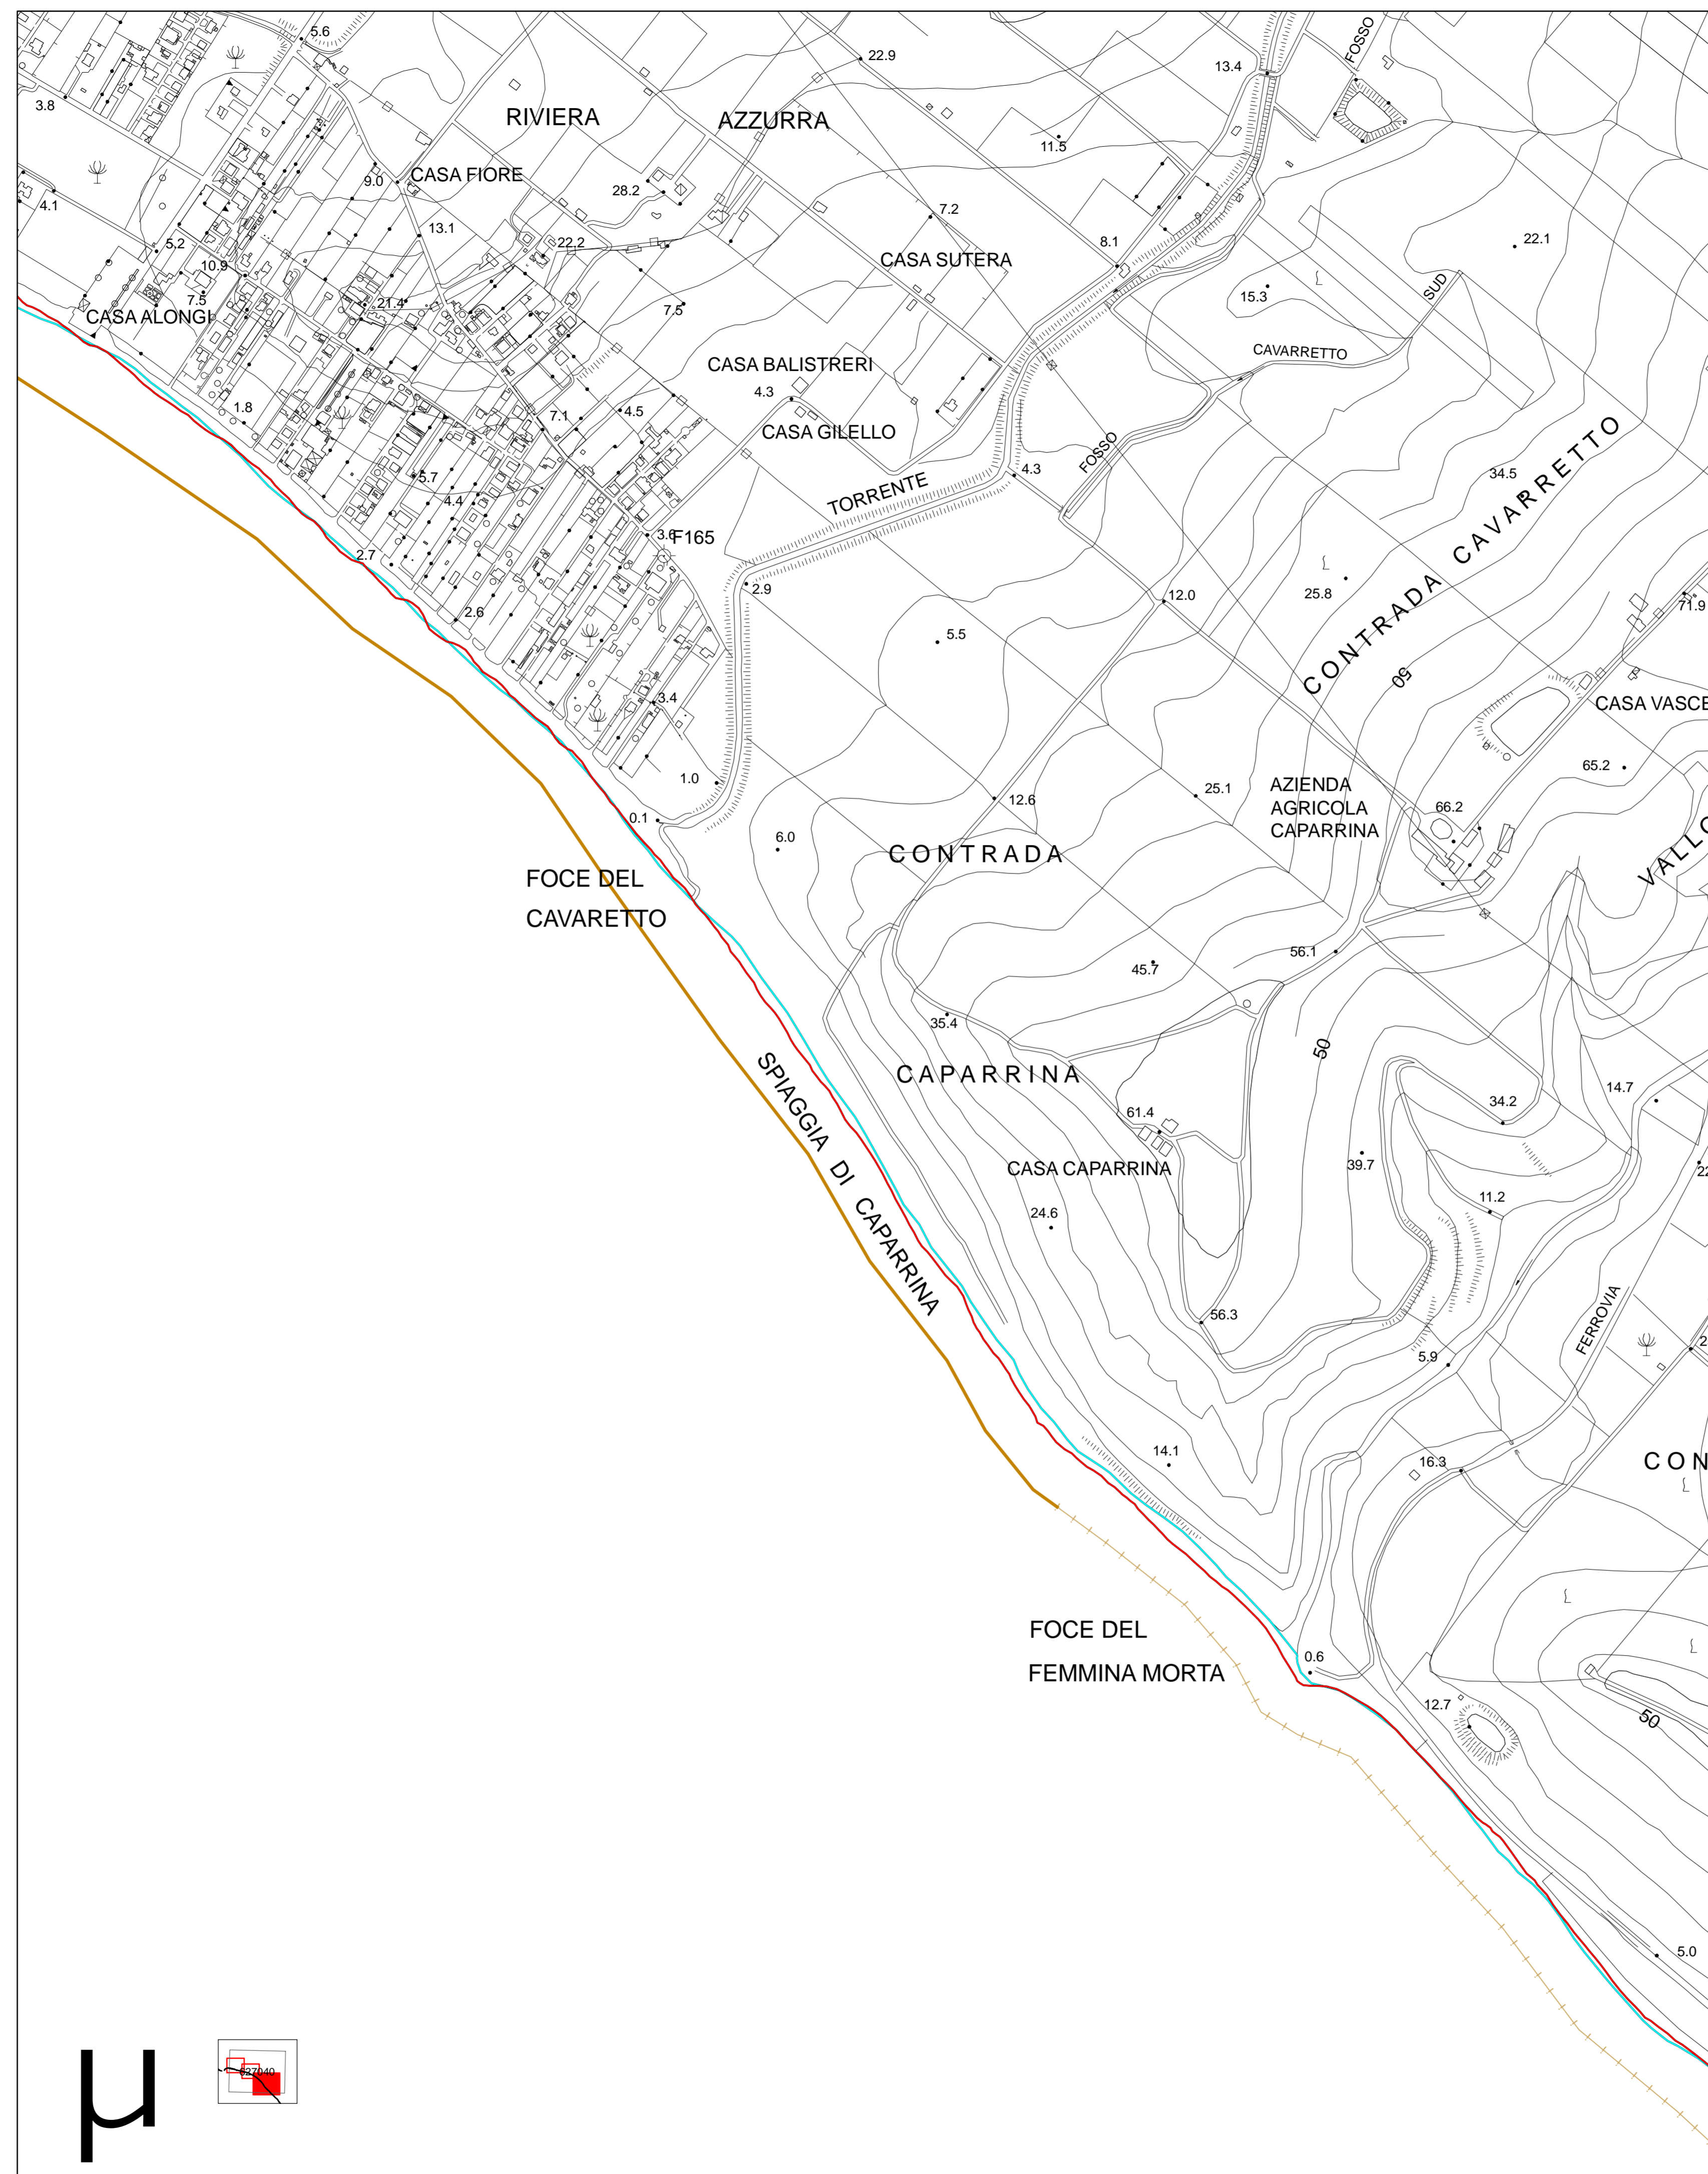 5.6
22.9
13.4
FOSSO
3.8
RIVIERA
AZZURRA
11.5
9.0
CASA FIORE
28.2
4.1
7.2
13.1
22.1
5.2
22.2
8.1
10.9
CASA SUTERA
SUD
7.5
21.4
7.5
15.3
CASA ALONGI
CAVARRETTO
CASA BALISTRERI
4.3
1.8
7.1
4.5
CASA GILELLO
CONTRADA CAVARRETTO
FOSSO
4.3
34.5
5.7
TORRENTE
4.4
3.6
F165
2.7
2.9
25.8
12.0
71.9
2.6
5.5
50
3.4
CASA VASCE
65.2
1.0
AZIENDA
AGRICOLA
CAPARRINA
25.1
12.6
66.2
0.1
6.0
VALLO
CONTRADA
FOCE DEL
CAVARETTO
56.1
45.7
35.4
50
CAPARRINA
14.7
SPIAGGIA DI CAPARRINA
61.4
34.2
CASA CAPARRINA
39.7
22
11.2
24.6
56.3
FERROVIA
2
5.9
14.1
16.3
CON
FOCE DEL
FEMMINA MORTA
0.6
12.7
50
5.0
µ
627040